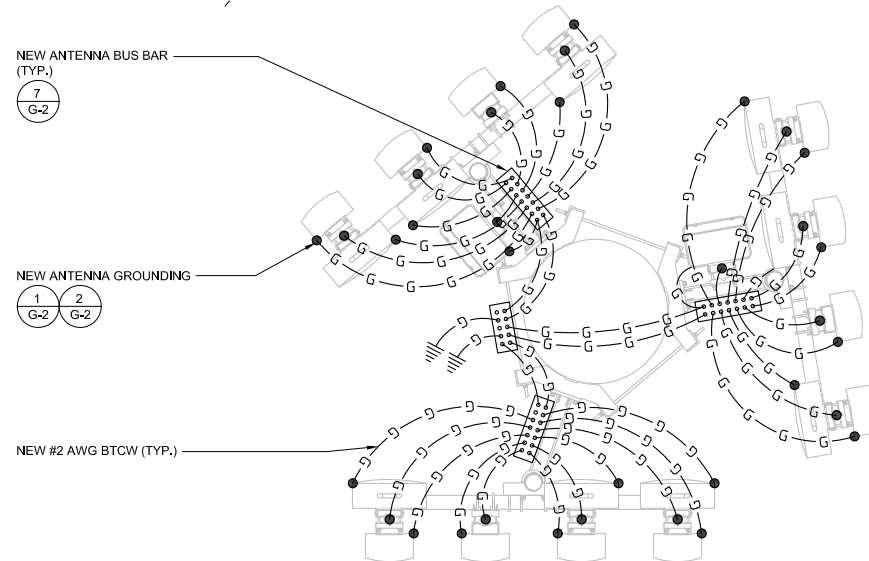 NEW ANTENNA BUS BAR
(TYP.)
7
G-2
NEW ANTENNA GROUNDING
1 2
G-2 G-2
NEW #2 AWG BTCW (TYP.)